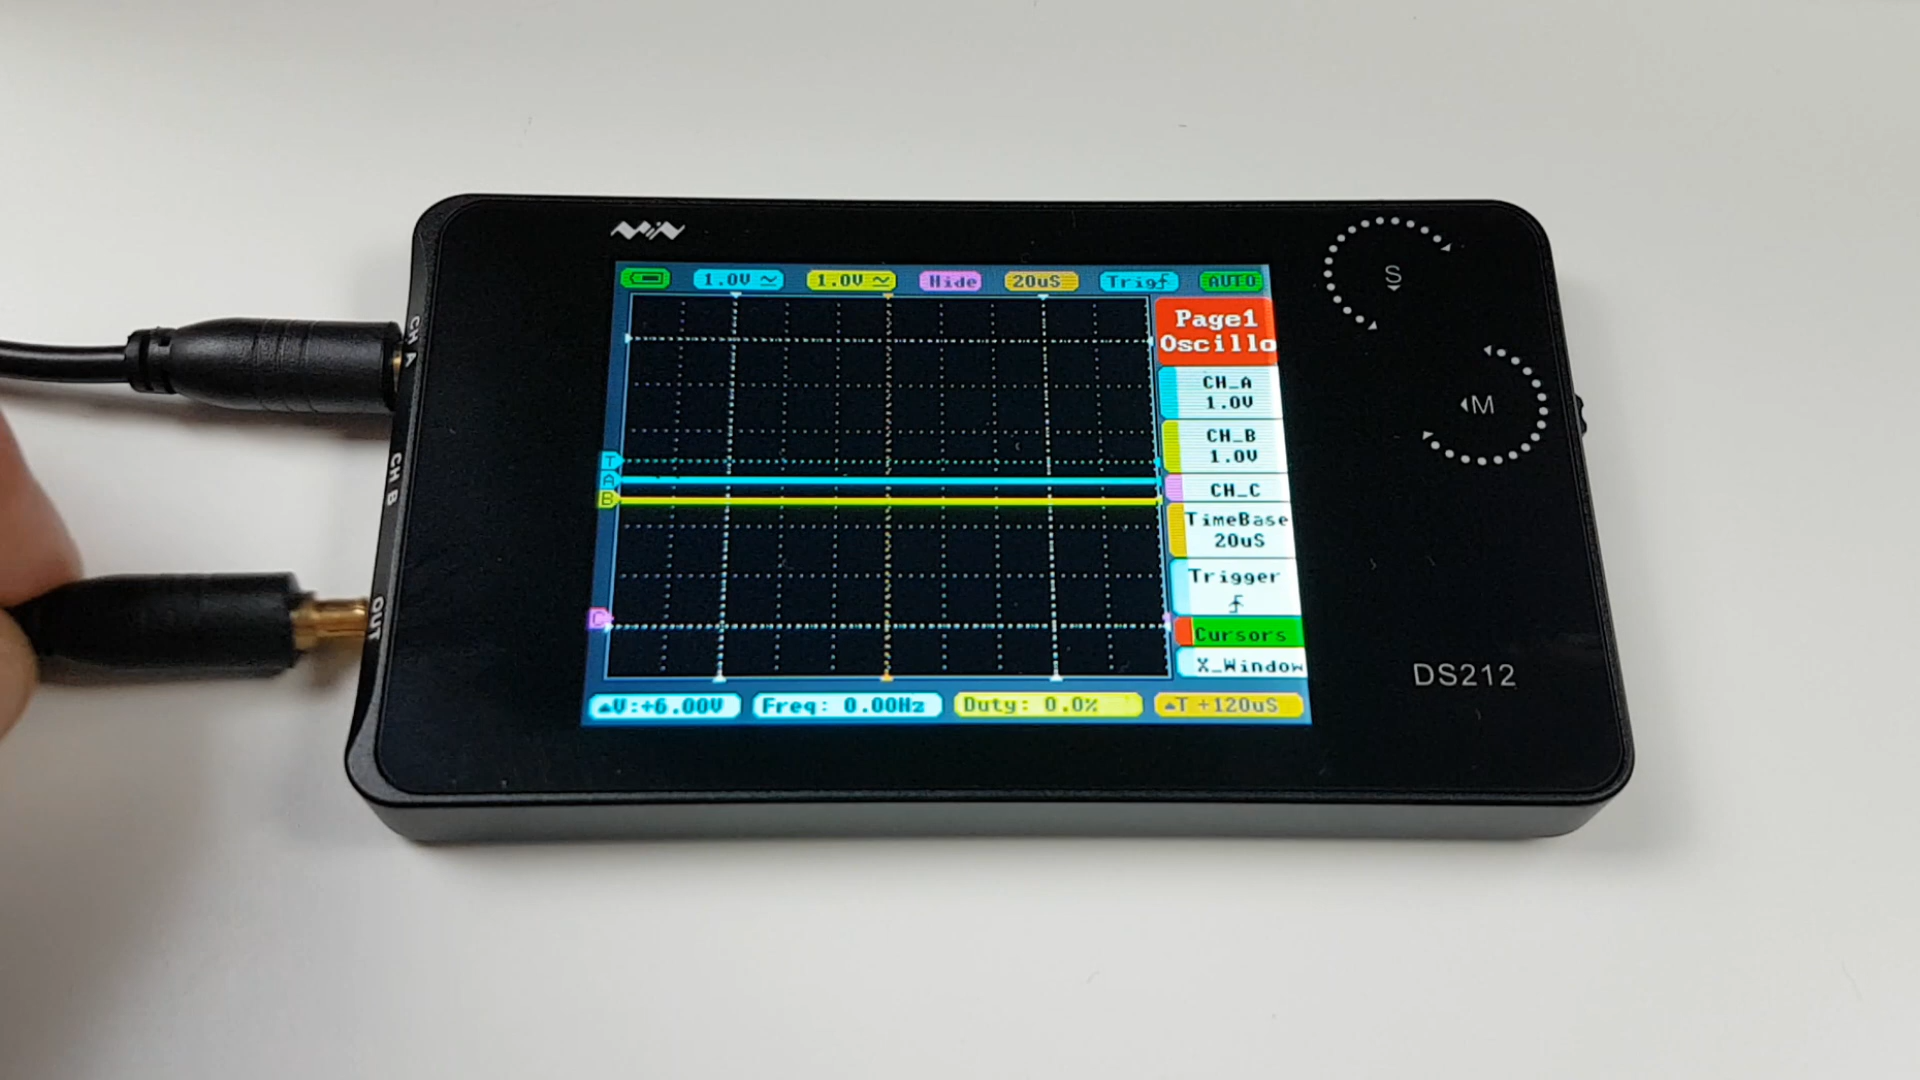 1.0V
1.0V
Hide
20uS
Trig
AUTO
Page1
Oscillo
CH_A
1.0V
CH_B
1.0V
CH_C
TimeBase
20uS
Trigger
Cursors
X_Window
T
A
B
C
▲V:+6.00V
Freq: 0.00Hz
Duty: 0.0%
▲T +120uS
CH A
CH B
OUT
S
M
DS212